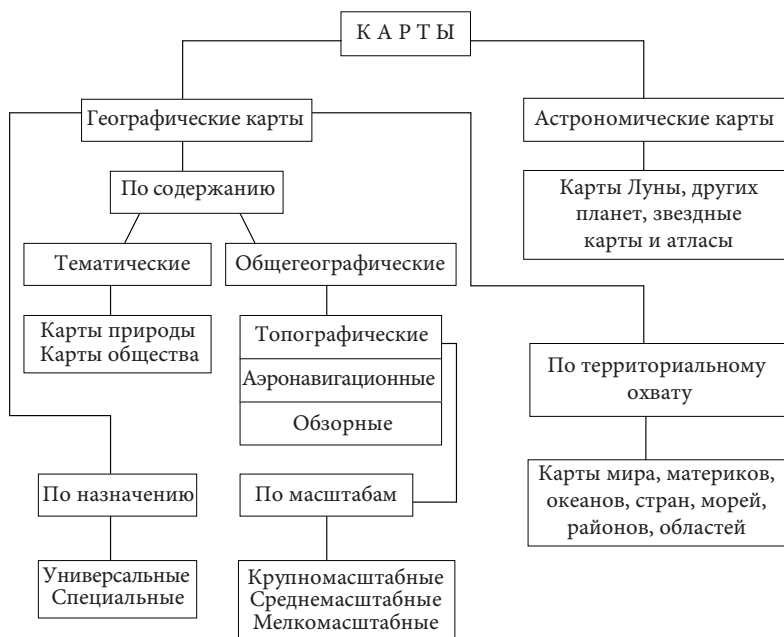 К А Р Т Ы
Географические карты
Астрономические карты
По содержанию
Карты Луны, других
планет, звездные
карты и атласы
Тематические
Общегеографические
Карты природы
Карты общества
Топографические
Аэронавигационные
Обзорные
По территориальному
охвату
По назначению
По масштабам
Карты мира, материков,
океанов, стран, морей,
районов, областей
Универсальные
Специальные
Крупномасштабные
Среднемасштабные
Мелкомасштабные